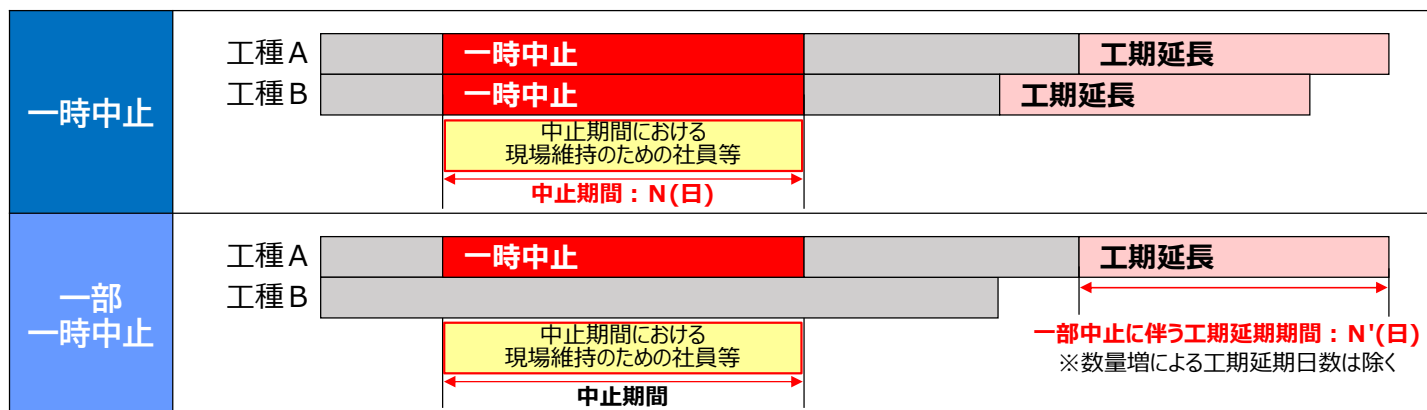 一時中止
工種A
一時中止
工期延長
工種B
一時中止
工期延長
中止期間における
現場維持のための社員等
中止期間：N(日)
一部
一時中止
工種A
一時中止
工期延長
工種B
中止期間における
現場維持のための社員等
中止期間
一部中止に伴う工期延期期間：N'(日)
※数量増による工期延期日数は除く